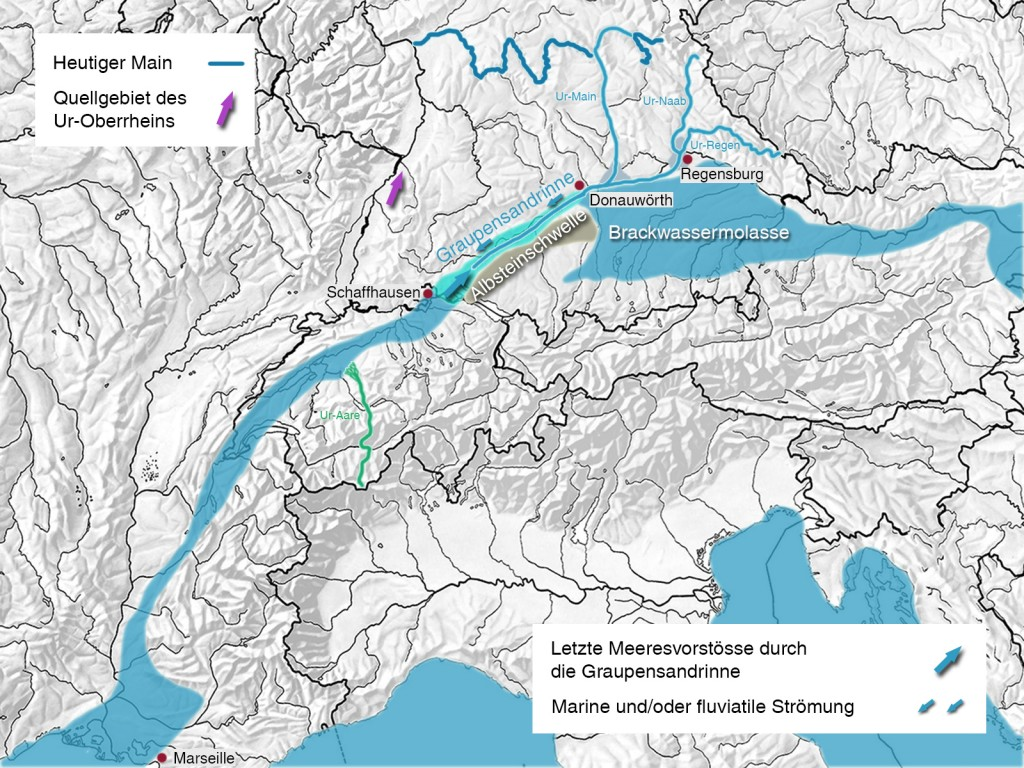 Heutiger Main
Quellgebiet des
Ur-Oberrheins
Ur-Main
Ur-Naab
Ur-Regen
Regensburg
Donauwörth
Graupensandrinne
Albsteinschwelle
Brackwassermolasse
Schaffhausen
Ur-Aare
Letzte Meeresvorstösse durch
die Graupensandrinne
Marine und/oder fluviatile Strömung
Marseille